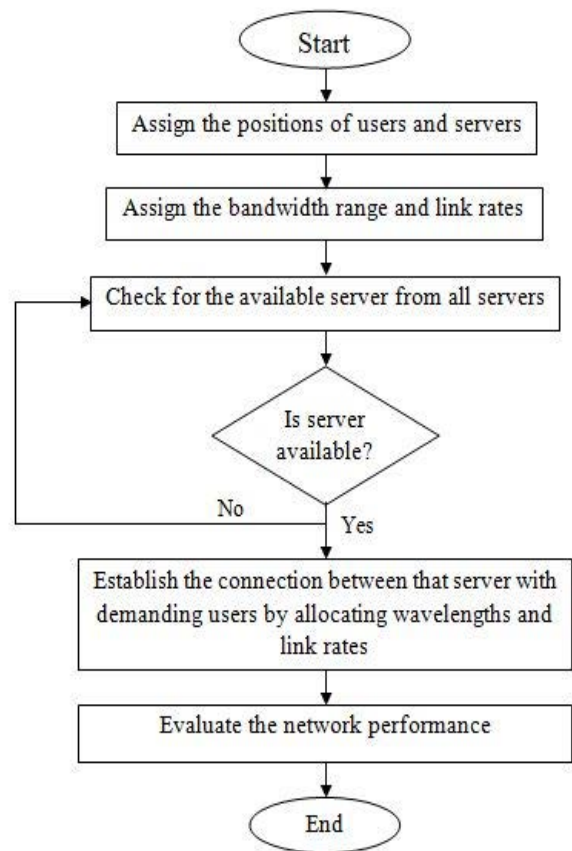 Start
Assign the positions of users and servers
Assign the bandwidth range and link rates
Check for the available server from all servers
Is server
available?
No
Yes
Establish the connection between that server with
demanding users by allocating wavelengths and
link rates
Evaluate the network performance
End